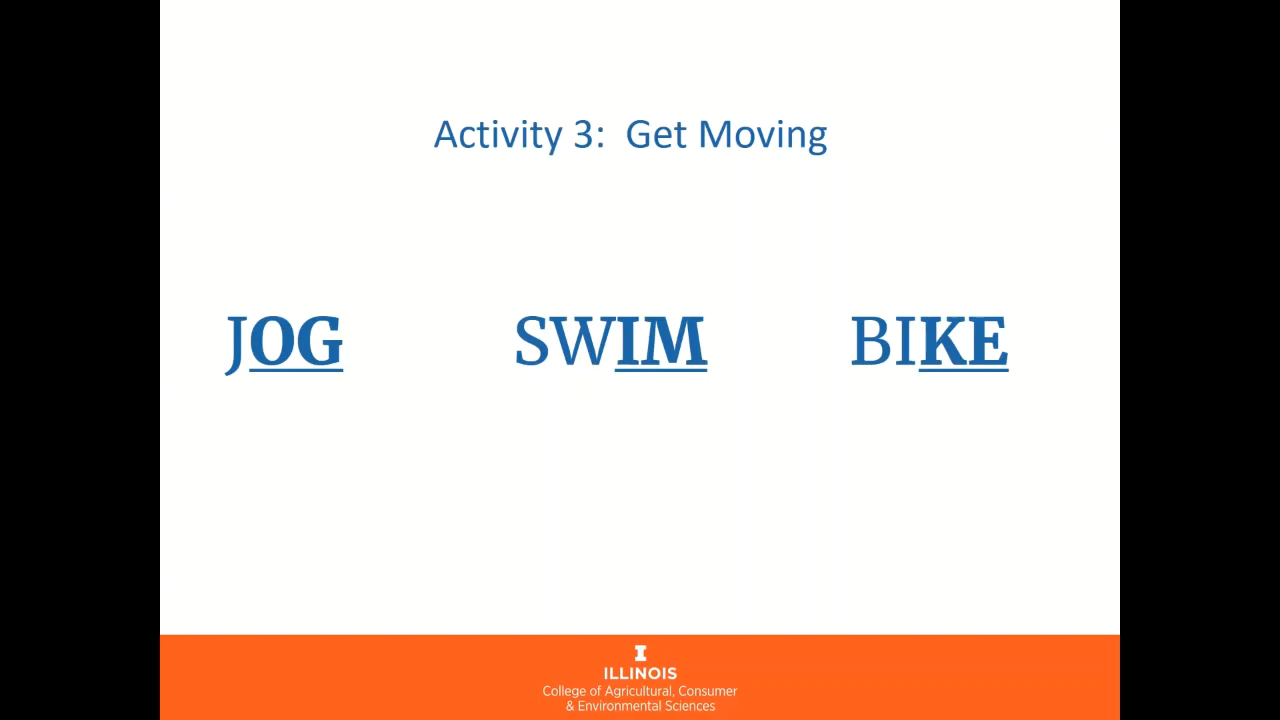 Activity 3:  Get Moving
JOG SWIM BIKE
I
ILLINOIS
College of Agricultural, Consumer
& Environmental Sciences